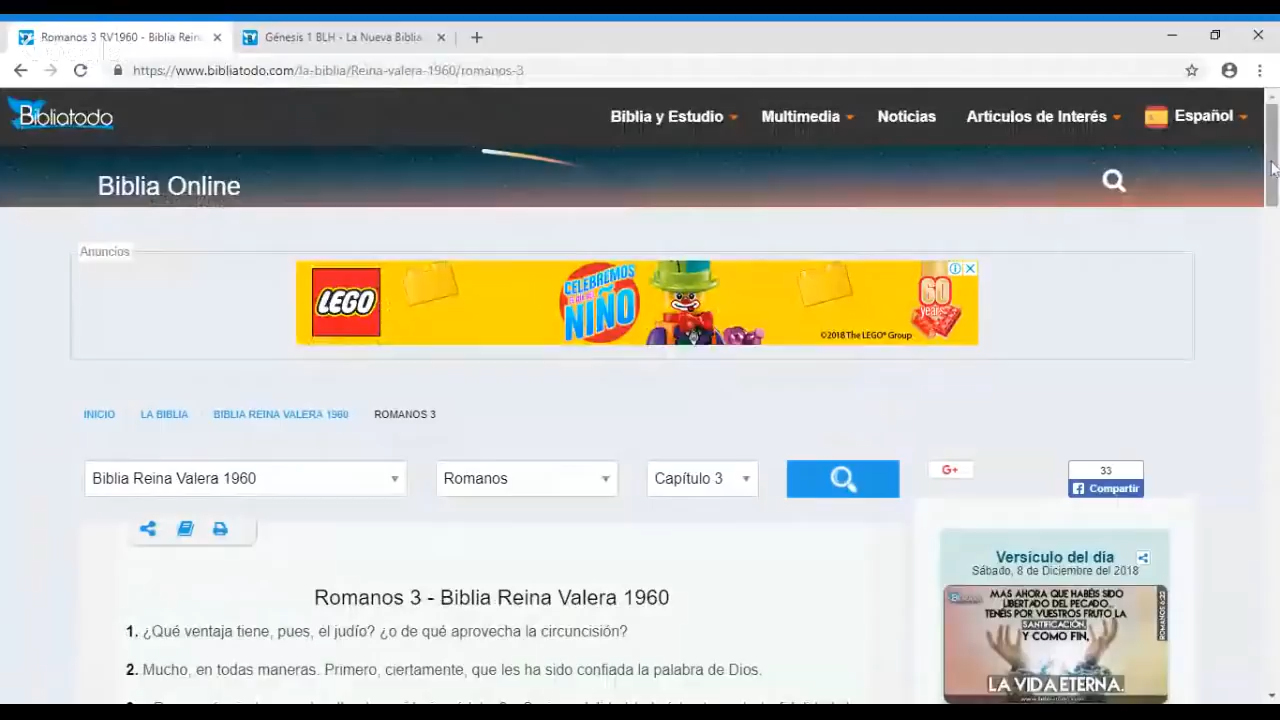 Romanos 3 RV1960 - Biblia Rein
Génesis 1 BLH - La Nueva Biblia
https://www.bibliatodo.com/la-biblia/Reina-valera-1960/romanos-3
Bibliatodo
Biblia y Estudio
Multimedia
Noticias
Articulos de Interés
Español
Biblia Online
Anuncios
LEGO
CELEBREMOS
NIÑO
60
years
©2018 The LEGO® Group
INICIO
LA BIBLIA
BIBLIA REINA VALERA 1960
ROMANOS 3
Biblia Reina Valera 1960
Romanos
Capítulo 3
G+
33
Compartir
Romanos 3 - Biblia Reina Valera 1960
1. ¿Qué ventaja tiene, pues, el judío? ¿o de qué aprovecha la circuncisión?
2. Mucho, en todas maneras. Primero, ciertamente, que les ha sido confiada la palabra de Dios.
Versículo del día
Sábado, 8 de Diciembre del 2018
MAS AHORA QUE HABÉIS SIDO
LIBERTADO DEL PECADO...
TENÉIS POR VUESTROS FRUTO LA
SANTIFICACIÓN,
Y COMO FIN,
LA VIDA ETERNA.
ROMANOS 6:22